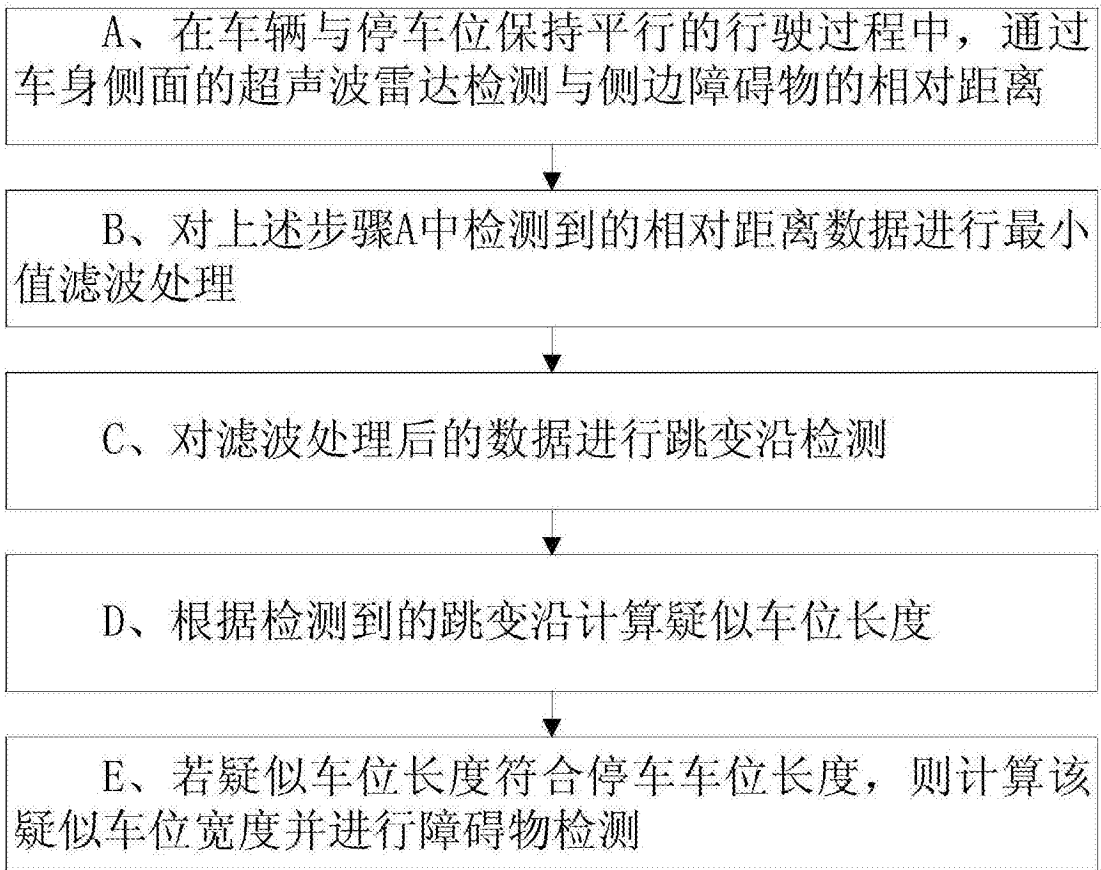 A、在车辆与停车位保持平行的行驶过程中，通过
车身侧面的超声波雷达检测与侧边障碍物的相对距离
B、对上述步骤A中检测到的相对距离数据进行最小
值滤波处理
C、对滤波处理后的数据进行跳变沿检测
D、根据检测到的跳变沿计算疑似车位长度
E、若疑似车位长度符合停车车位长度，则计算该
疑似车位宽度并进行障碍物检测